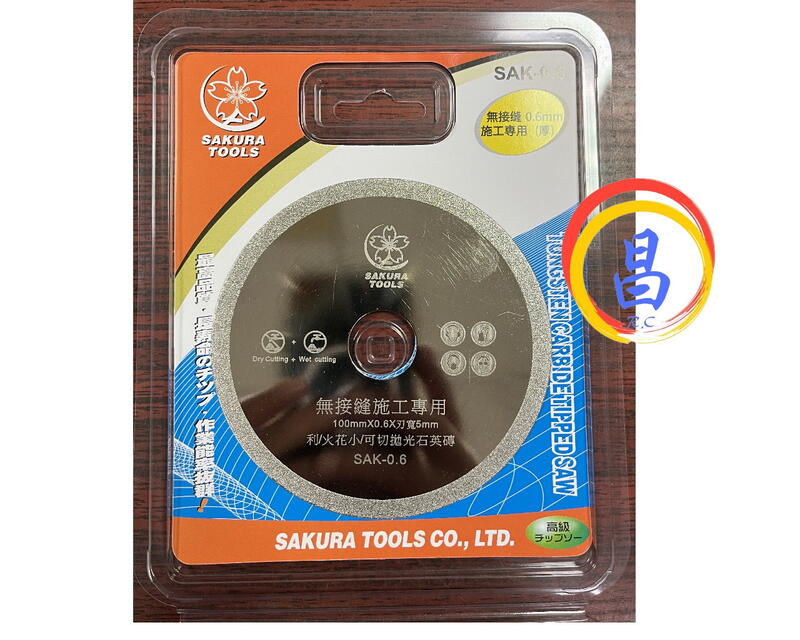 SAKURA
TOOLS
SAK-0.6
無接縫 0.6mm
施工專用 (厚)
最高品質・
チップ・作業能率抜群!
TUNGSTEN CARBIDE TIPPED SAW
昌
R.C
SAKURA
TOOLS
Dry Cutting + Wet cutting
無接縫施工專用
100mmX0.6X刃寬5mm
利/火花小/可切拋光石英磚
SAK-0.6
SAKURA TOOLS CO., LTD.
高級
チップソー